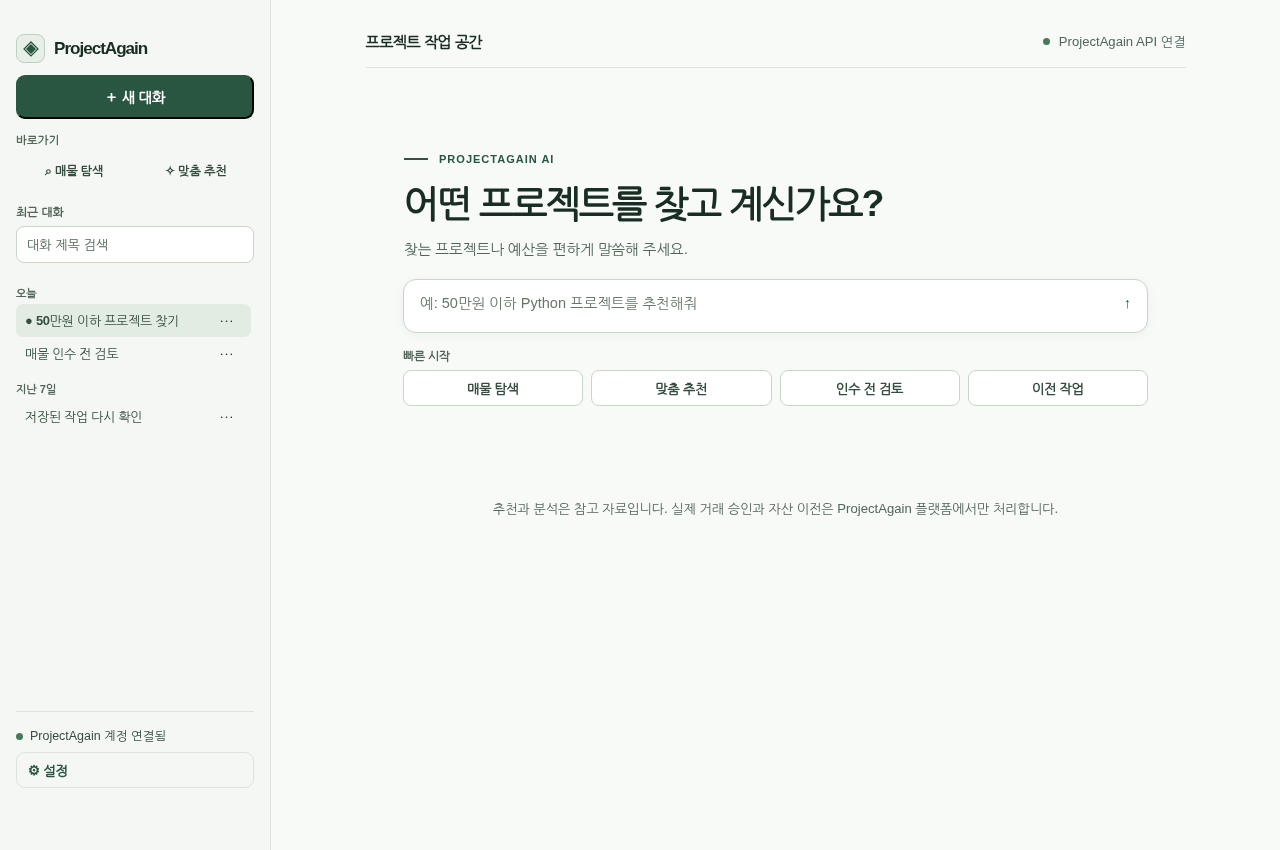 ◈ ProjectAgain
+ 새 대화
바로가기
⌕ 매물 탐색
✧ 맞춤 추천
최근 대화
대화 제목 검색
오늘
● 50만원 이하 프로젝트 찾기 ···
매물 인수 전 검토 ···
지난 7일
저장된 작업 다시 확인 ···
ProjectAgain 계정 연결됨
⚙ 설정
프로젝트 작업 공간
ProjectAgain API 연결
PROJECTAGAIN AI
어떤 프로젝트를 찾고 계신가요?
찾는 프로젝트나 예산을 편하게 말씀해 주세요.
예: 50만원 이하 Python 프로젝트를 추천해줘 ↑
빠른 시작
매물 탐색
맞춤 추천
인수 전 검토
이전 작업
추천과 분석은 참고 자료입니다. 실제 거래 승인과 자산 이전은 ProjectAgain 플랫폼에서만 처리합니다.